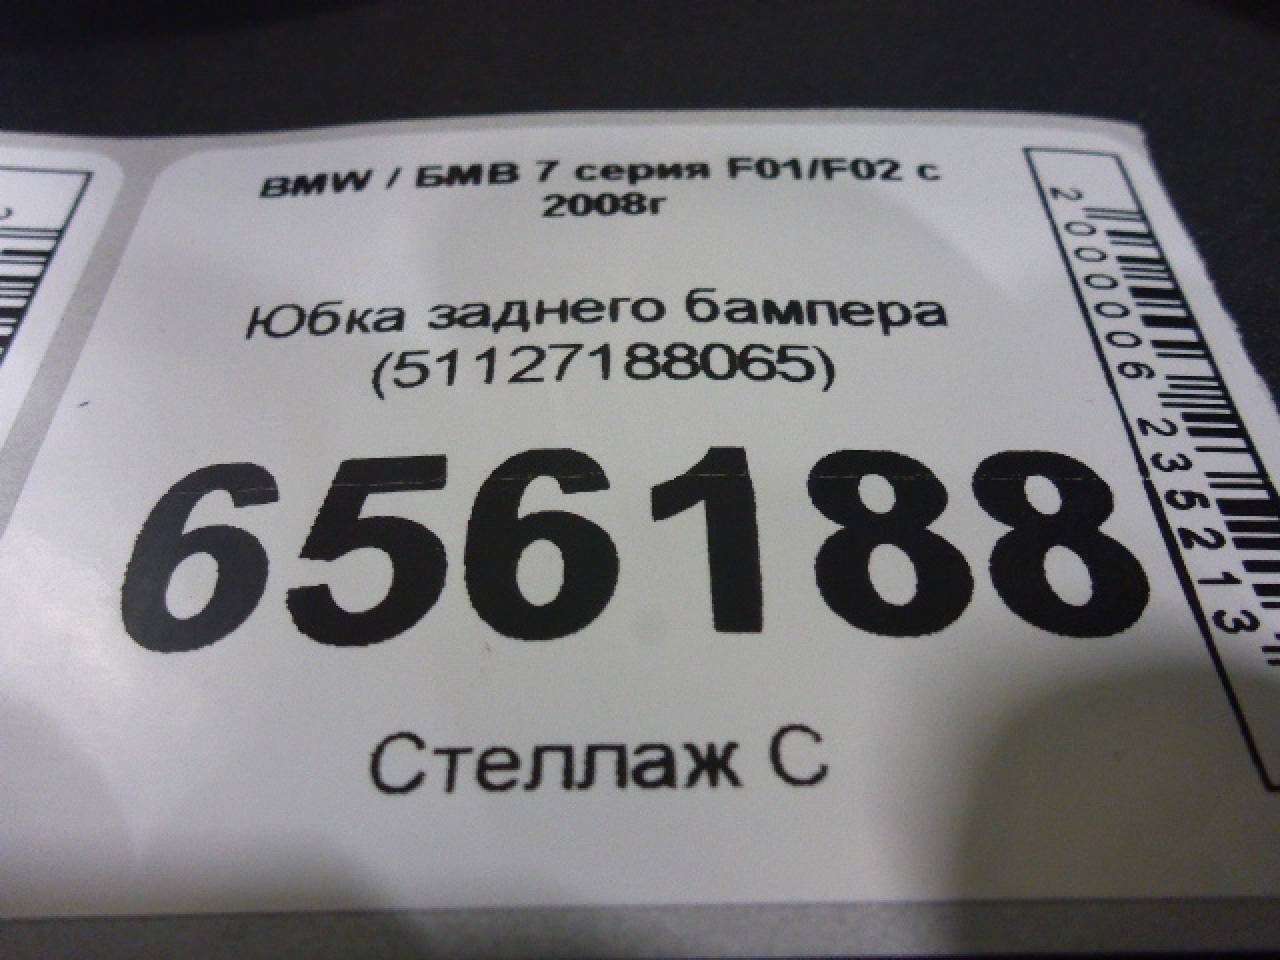 BMW / БМВ 7 серия F01/F02 с
2008г
Юбка заднего бампера
(51127188065)
656188
Стеллаж С
2000006235213